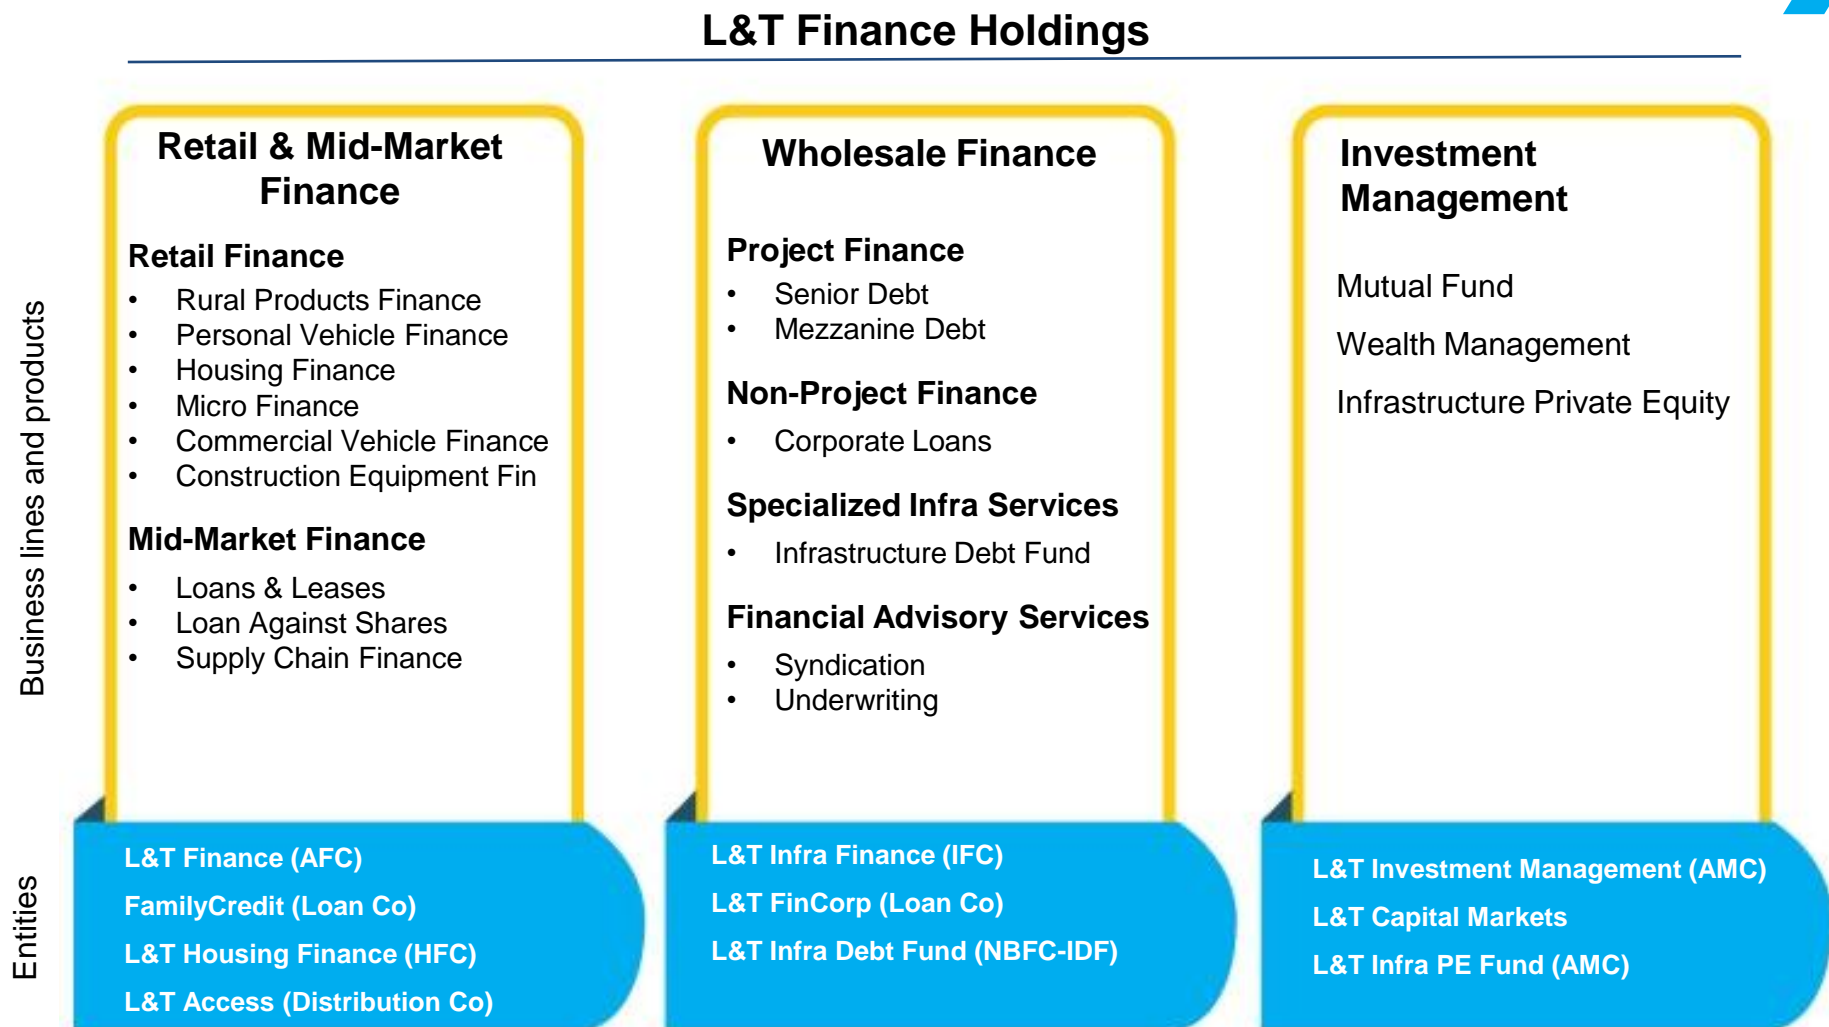 L&T Finance Holdings
Business lines and products
Retail & Mid-Market
Finance
Retail Finance
• Rural Products Finance
• Personal Vehicle Finance
• Housing Finance
• Micro Finance
• Commercial Vehicle Finance
• Construction Equipment Fin
Mid-Market Finance
• Loans & Leases
• Loan Against Shares
• Supply Chain Finance
Wholesale Finance
Project Finance
• Senior Debt
• Mezzanine Debt
Non-Project Finance
• Corporate Loans
Specialized Infra Services
• Infrastructure Debt Fund
Financial Advisory Services
• Syndication
• Underwriting
Investment
Management
Mutual Fund
Wealth Management
Infrastructure Private Equity
Entities
L&T Finance (AFC)
FamilyCredit (Loan Co)
L&T Housing Finance (HFC)
L&T Access (Distribution Co)
L&T Infra Finance (IFC)
L&T FinCorp (Loan Co)
L&T Infra Debt Fund (NBFC-IDF)
L&T Investment Management (AMC)
L&T Capital Markets
L&T Infra PE Fund (AMC)